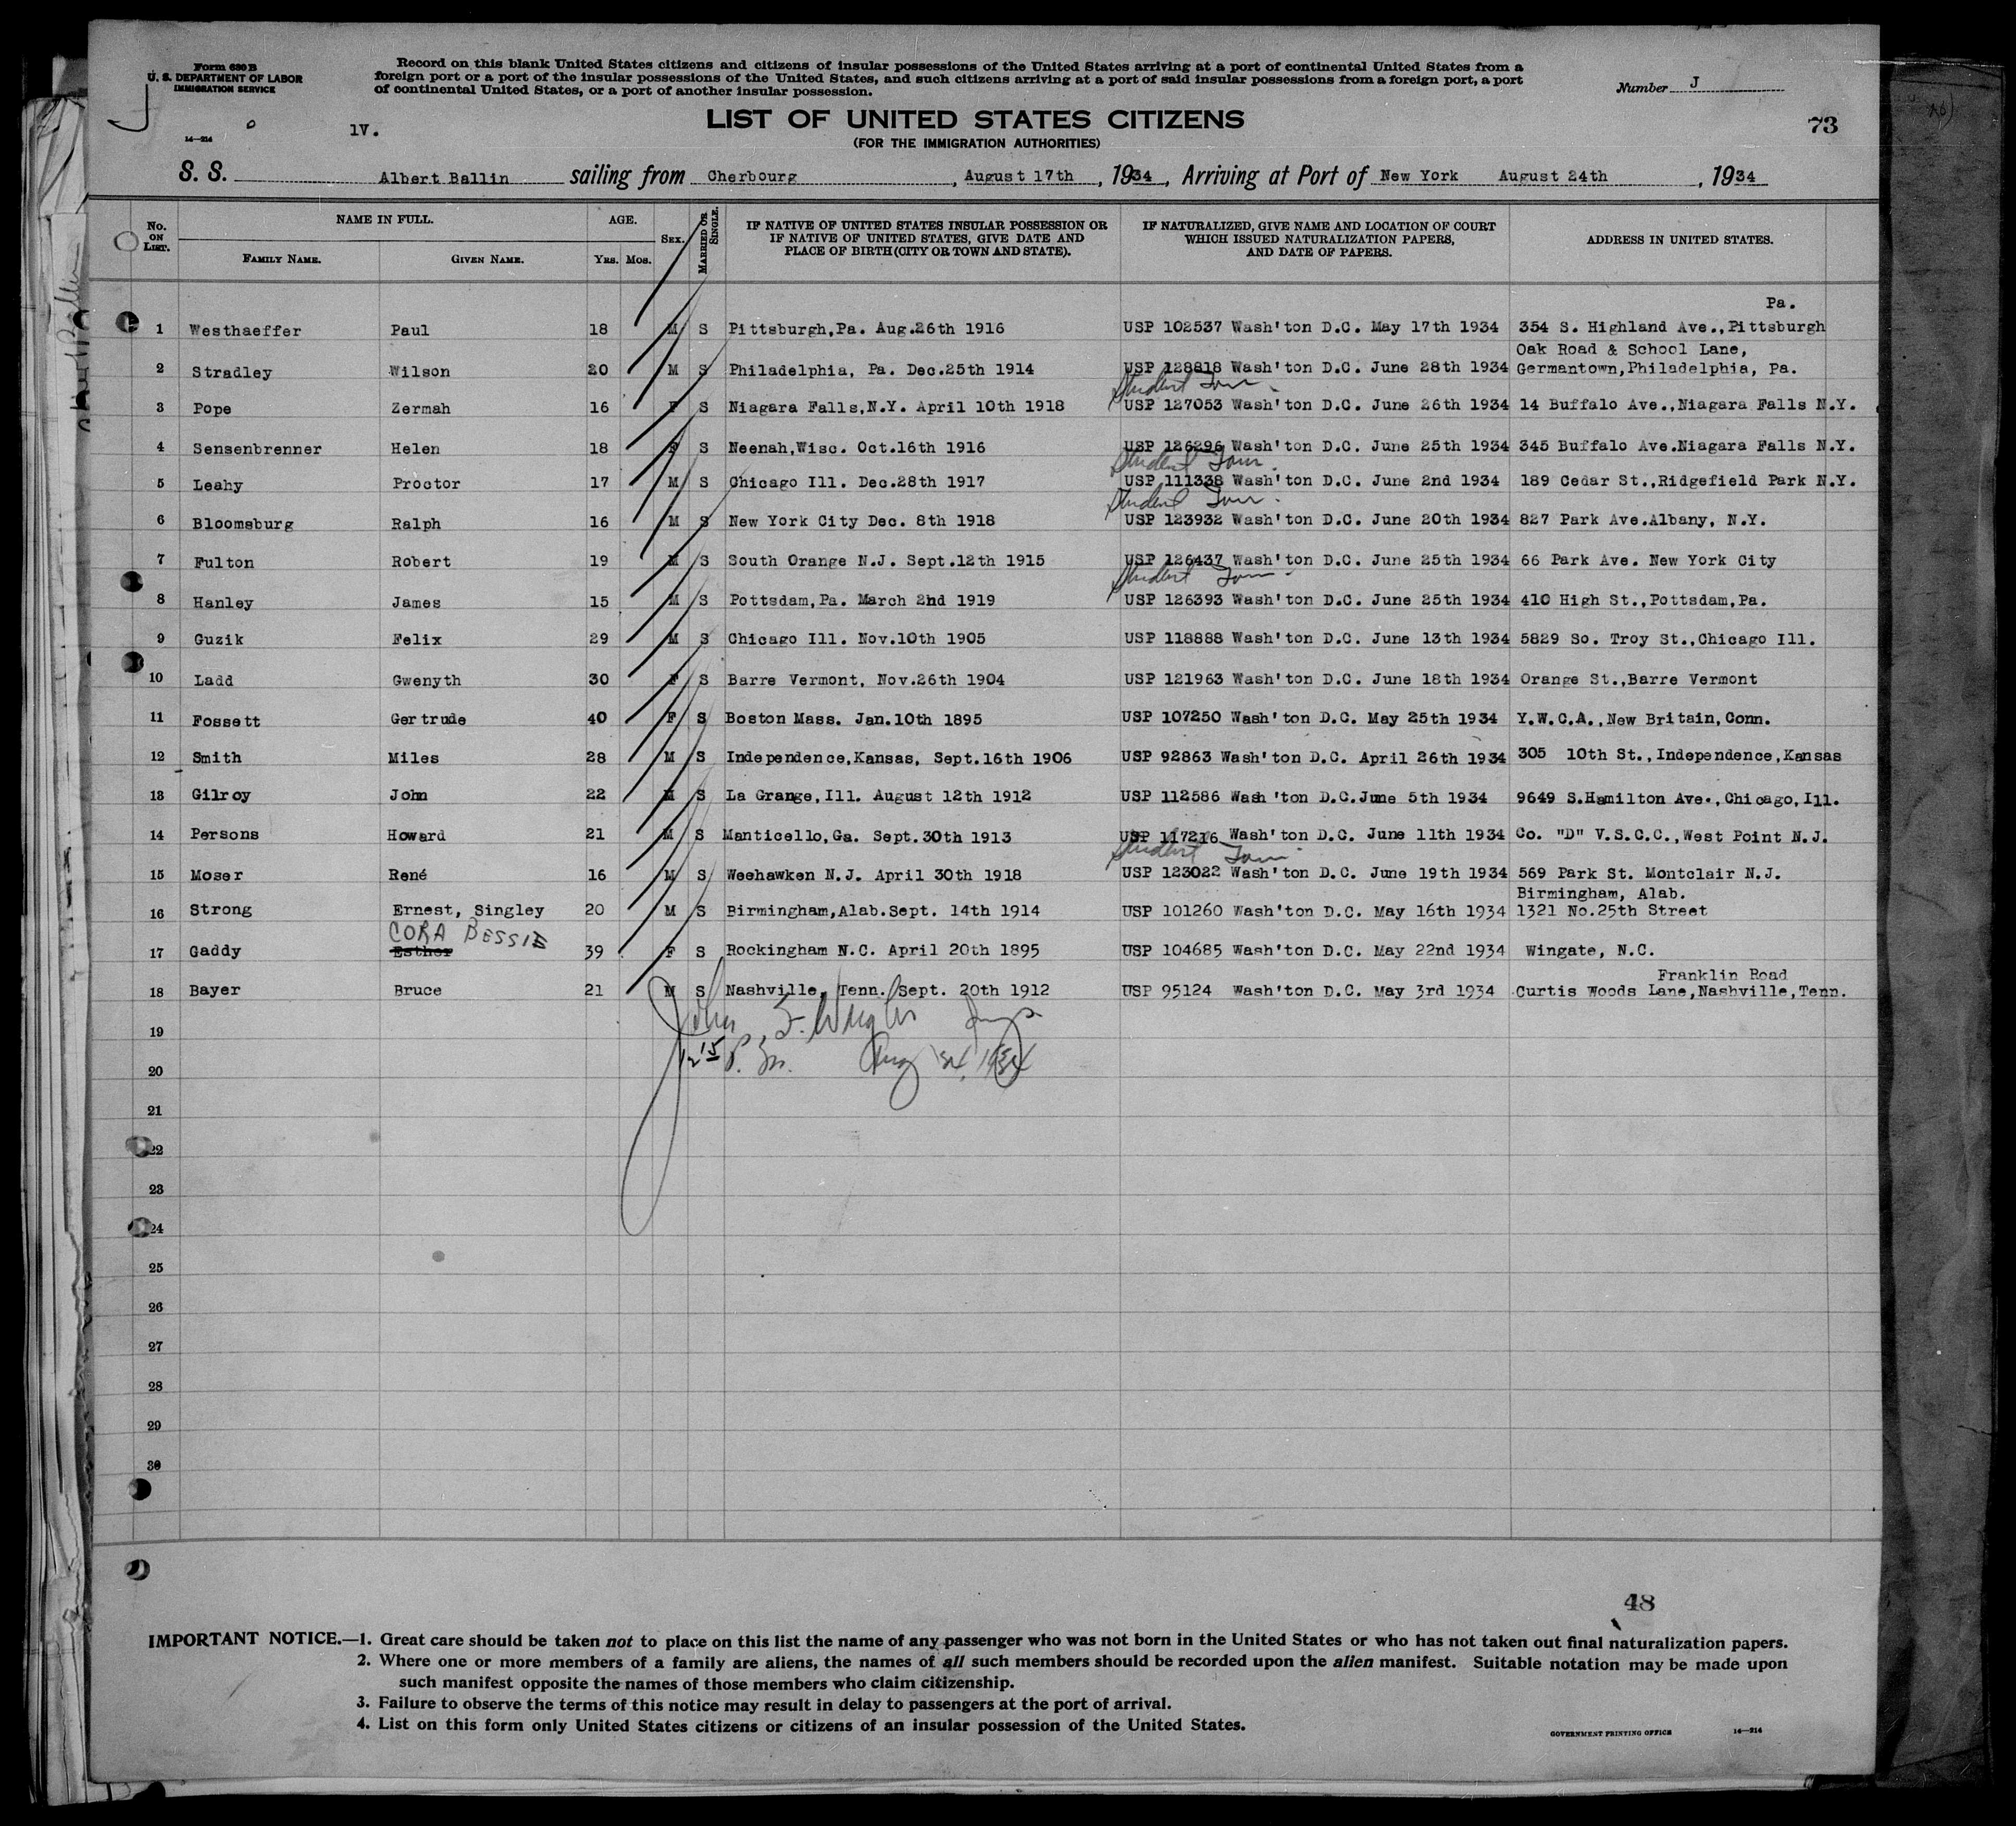 Form 630 B
U. S. DEPARTMENT OF LABOR
IMMIGRATION SERVICE
Record on this blank United States citizens and citizens of insular possessions of the United States arriving at a port of continental United States from a
foreign port or a port of the insular possessions of the United States, and such citizens arriving at a port of said insular possessions from a foreign port, a port
of continental United States, or a port of another insular possession.
Number J
LIST OF UNITED STATES CITIZENS
73
14—214
1V.
(FOR THE IMMIGRATION AUTHORITIES)
S. S. Albert Ballin sailing from Cherbourg, August 17th, 1934, Arriving at Port of New York August 24th, 1934
No. ON LIST. NAME IN FULL. FAMILY NAME. GIVEN NAME. AGE. YRS. MOS. SEX. MARRIED OR SINGLE. IF NATIVE OF UNITED STATES INSULAR POSSESSION OR IF NATIVE OF UNITED STATES, GIVE DATE AND PLACE OF BIRTH (CITY OR TOWN AND STATE). IF NATURALIZED, GIVE NAME AND LOCATION OF COURT WHICH ISSUED NATURALIZATION PAPERS, AND DATE OF PAPERS. ADDRESS IN UNITED STATES.
Pa.
1 Westhaeffer Paul 18 M S Pittsburgh,Pa. Aug.26th 1916 USP 102537 Wash'ton D.C. May 17th 1934 354 S. Highland Ave.,Pittsburgh
Oak Road & School Lane,
2 Stradley Wilson 20 M S Philadelphia, Pa. Dec.25th 1914 USP 128818 Wash'ton D.C. June 28th 1934 Germantown,Philadelphia, Pa.
Student Tour.
3 Pope Zermah 16 F S Niagara Falls,N.Y. April 10th 1918 USP 127053 Wash'ton D.C. June 26th 1934 14 Buffalo Ave.,Niagara Falls N.Y.
4 Sensenbrenner Helen 18 F S Neenah,Wisc. Oct.16th 1916 USP 126296 Wash'ton D.C. June 25th 1934 345 Buffalo Ave.Niagara Falls N.Y.
Student Tour.
5 Leahy Proctor 17 M S Chicago Ill. Dec.28th 1917 USP 111338 Wash'ton D.C. June 2nd 1934 189 Cedar St.,Ridgefield Park N.Y.
Student Tour.
6 Bloomsburg Ralph 16 M S New York City Dec. 8th 1918 USP 123932 Wash'ton D.C. June 20th 1934 827 Park Ave.Albany, N.Y.
7 Fulton Robert 19 M S South Orange N.J. Sept.12th 1915 USP 126437 Wash'ton D.C. June 25th 1934 66 Park Ave. New York City
Student Tour.
8 Hanley James 15 M S Pottsdam,Pa. March 2nd 1919 USP 126393 Wash'ton D.C. June 25th 1934 410 High St.,Pottsdam,Pa.
9 Guzik Felix 29 M S Chicago Ill. Nov.10th 1905 USP 118888 Wash'ton D.C. June 13th 1934 5829 So. Troy St.,Chicago Ill.
10 Ladd Gwenyth 30 F S Barre Vermont, Nov.26th 1904 USP 121963 Wash'ton D.C. June 18th 1934 Orange St.,Barre Vermont
11 Fossett Gertrude 40 F S Boston Mass. Jan.10th 1895 USP 107250 Wash'ton D.C. May 25th 1934 Y.W.C.A.,New Britain,Conn.
12 Smith Miles 28 M S Independence,Kansas, Sept.16th 1906 USP 92863 Wash'ton D.C. April 26th 1934 305 10th St.,Independence,Kansas
13 Gilroy John 22 M S La Grange,Ill. August 12th 1912 USP 112586 Wash'ton D.C.June 5th 1934 9649 S.Hamilton Ave.,Chicago,Ill.
14 Persons Howard 21 M S Manticello,Ga. Sept.30th 1913 USP 117216 Wash'ton D.C. June 11th 1934 Co. "D" V.S.C.C.,West Point N.J.
Student Tour.
15 Moser René 16 M S Weehawken N.J. April 30th 1918 USP 123022 Wash'ton D.C. June 19th 1934 569 Park St. Montclair N.J.
Birmingham, Alab.
16 Strong Ernest, Singley 20 M S Birmingham,Alab.Sept. 14th 1914 USP 101260 Wash'ton D.C. May 16th 1934 1321 No.25th Street
CORA BESSIE
17 Gaddy Esther 39 F S Rockingham N.C. April 20th 1895 USP 104685 Wash'ton D.C. May 22nd 1934 Wingate, N.C.
Franklin Road
18 Bayer Bruce 21 M S Nashville, Tenn. Sept. 20th 1912 USP 95124 Wash'ton D.C. May 3rd 1934 Curtis Woods Lane,Nashville,Tenn.
John
19
12 15 P.M. Aug 24, 1934
20
21
22
23
24
25
26
27
28
29
30
48
IMPORTANT NOTICE.—1. Great care should be taken not to place on this list the name of any passenger who was not born in the United States or who has not taken out final naturalization papers.
2. Where one or more members of a family are aliens, the names of all such members should be recorded upon the alien manifest. Suitable notation may be made upon
such manifest opposite the names of those members who claim citizenship.
3. Failure to observe the terms of this notice may result in delay to passengers at the port of arrival.
4. List on this form only United States citizens or citizens of an insular possession of the United States.
GOVERNMENT PRINTING OFFICE 14—214